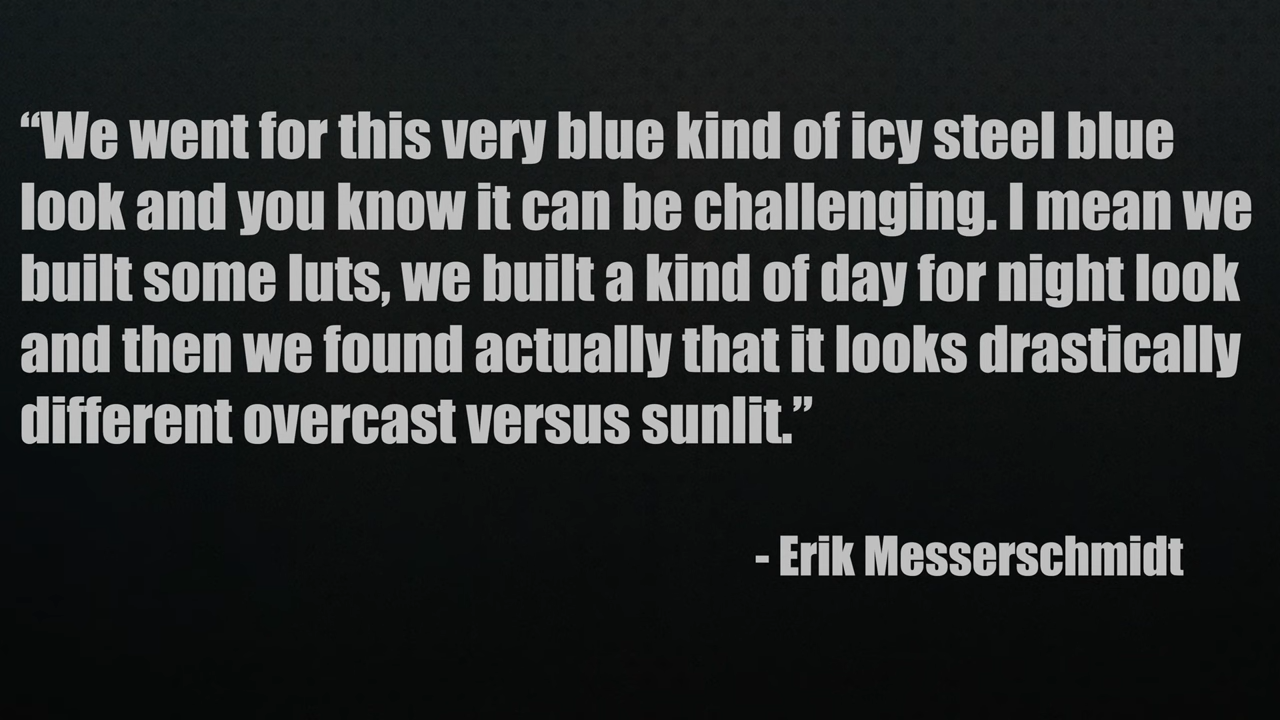 “We went for this very blue kind of icy steel blue
look and you know it can be challenging. I mean we
built some luts, we built a kind of day for night look
and then we found actually that it looks drastically
different overcast versus sunlit.”
- Erik Messerschmidt